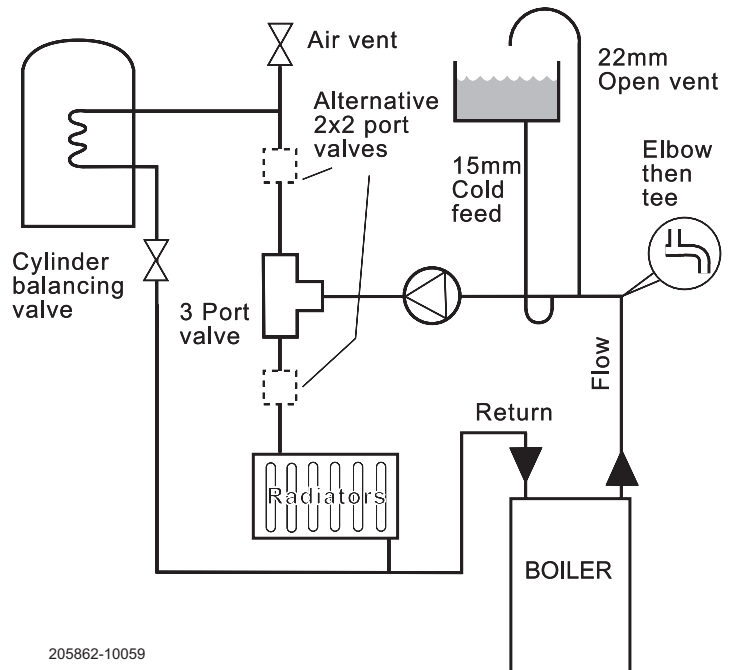 Air vent
22mm
Open vent
Alternative
2x2 port
valves
Elbow
then
tee
15mm
Cold
feed
Cylinder
balancing
valve
3 Port
valve
Flow
Return
Radiators
BOILER
205862-10059